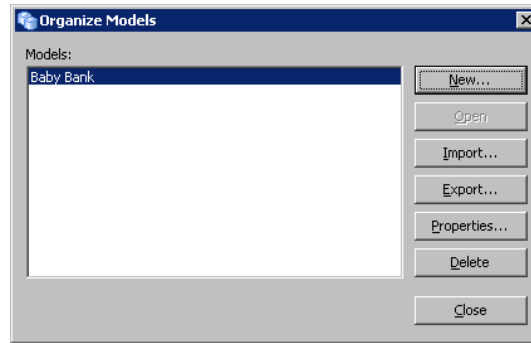 Organize Models
Models:
Baby Bank
New...
Open
Import...
Export...
Properties...
Delete
Close